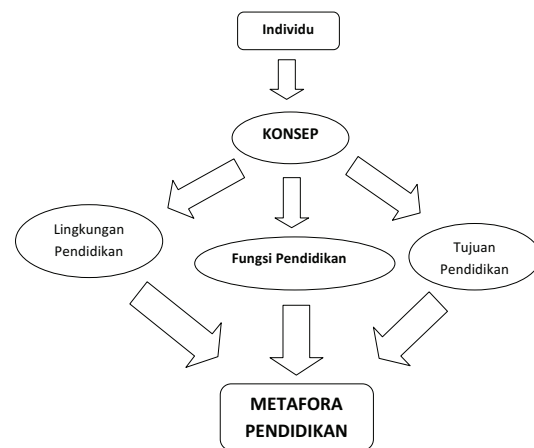 Individu
KONSEP
Lingkungan
Pendidikan
Fungsi Pendidikan
Tujuan
Pendidikan
METAFORA
PENDIDIKAN